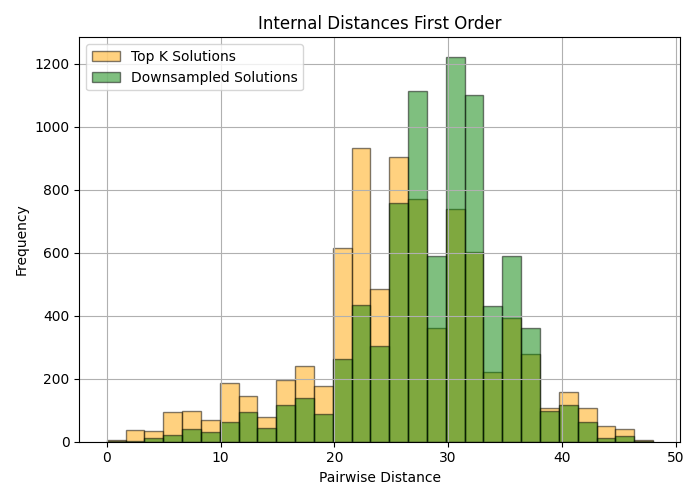 Internal Distances First Order
Top K Solutions
Downsampled Solutions
1200
1000
800
600
400
200
0
Frequency
0 10 20 30 40 50
Pairwise Distance